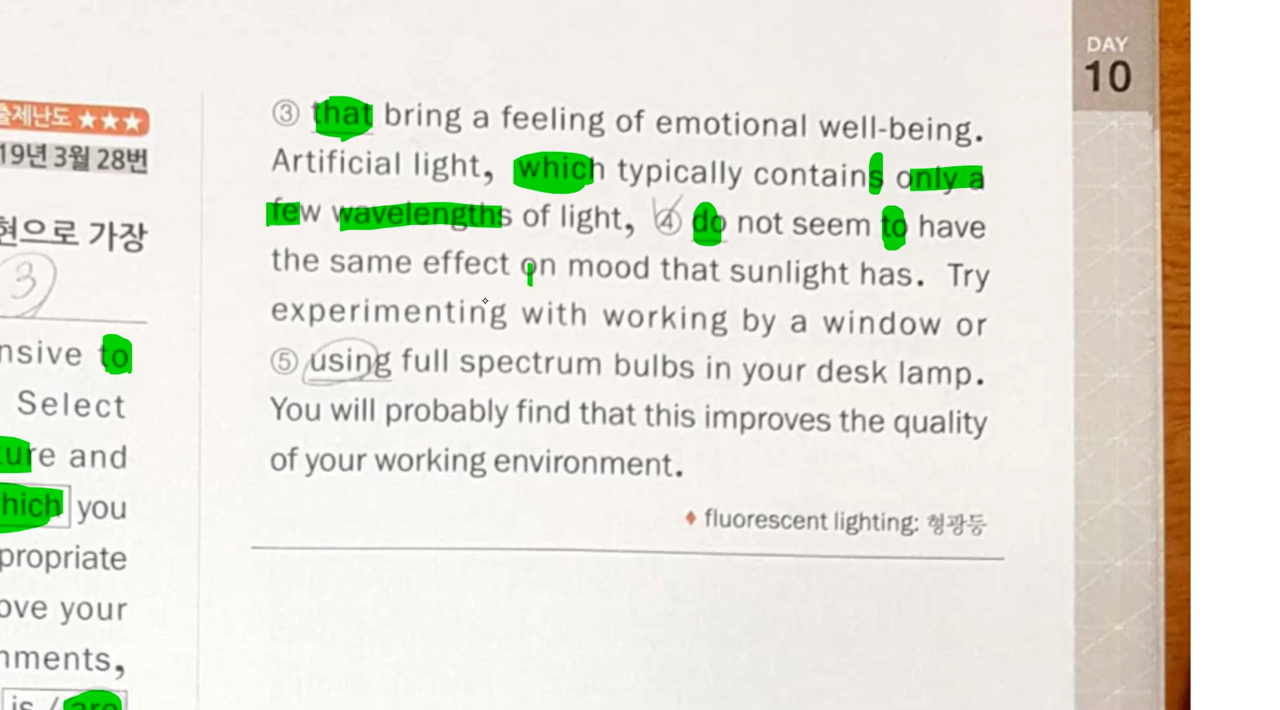 DAY
10
출제난도 ★★★
19년 3월 28번
현으로 가장
3
nsive to
Select
ture and
hich you
propriate
ove your
nments,
is / are
③ that bring a feeling of emotional well-being.
Artificial light, which typically contains only a
few wavelengths of light, ④ do not seem to have
the same effect on mood that sunlight has. Try
experimenting with working by a window or
⑤ using full spectrum bulbs in your desk lamp.
You will probably find that this improves the quality
of your working environment.
♦ fluorescent lighting: 형광등